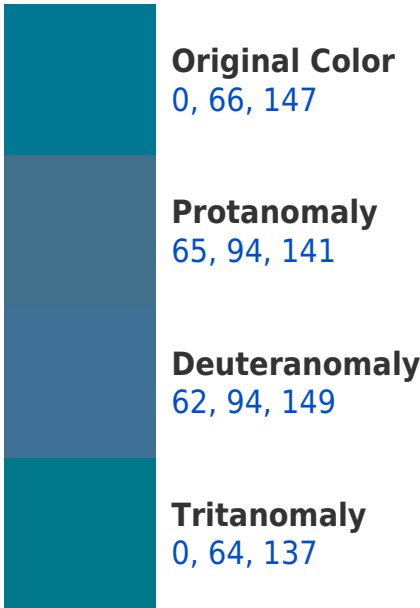 Original Color
0, 66, 147
Protanomaly
65, 94, 141
Deuteranomaly
62, 94, 149
Tritanomaly
0, 64, 137